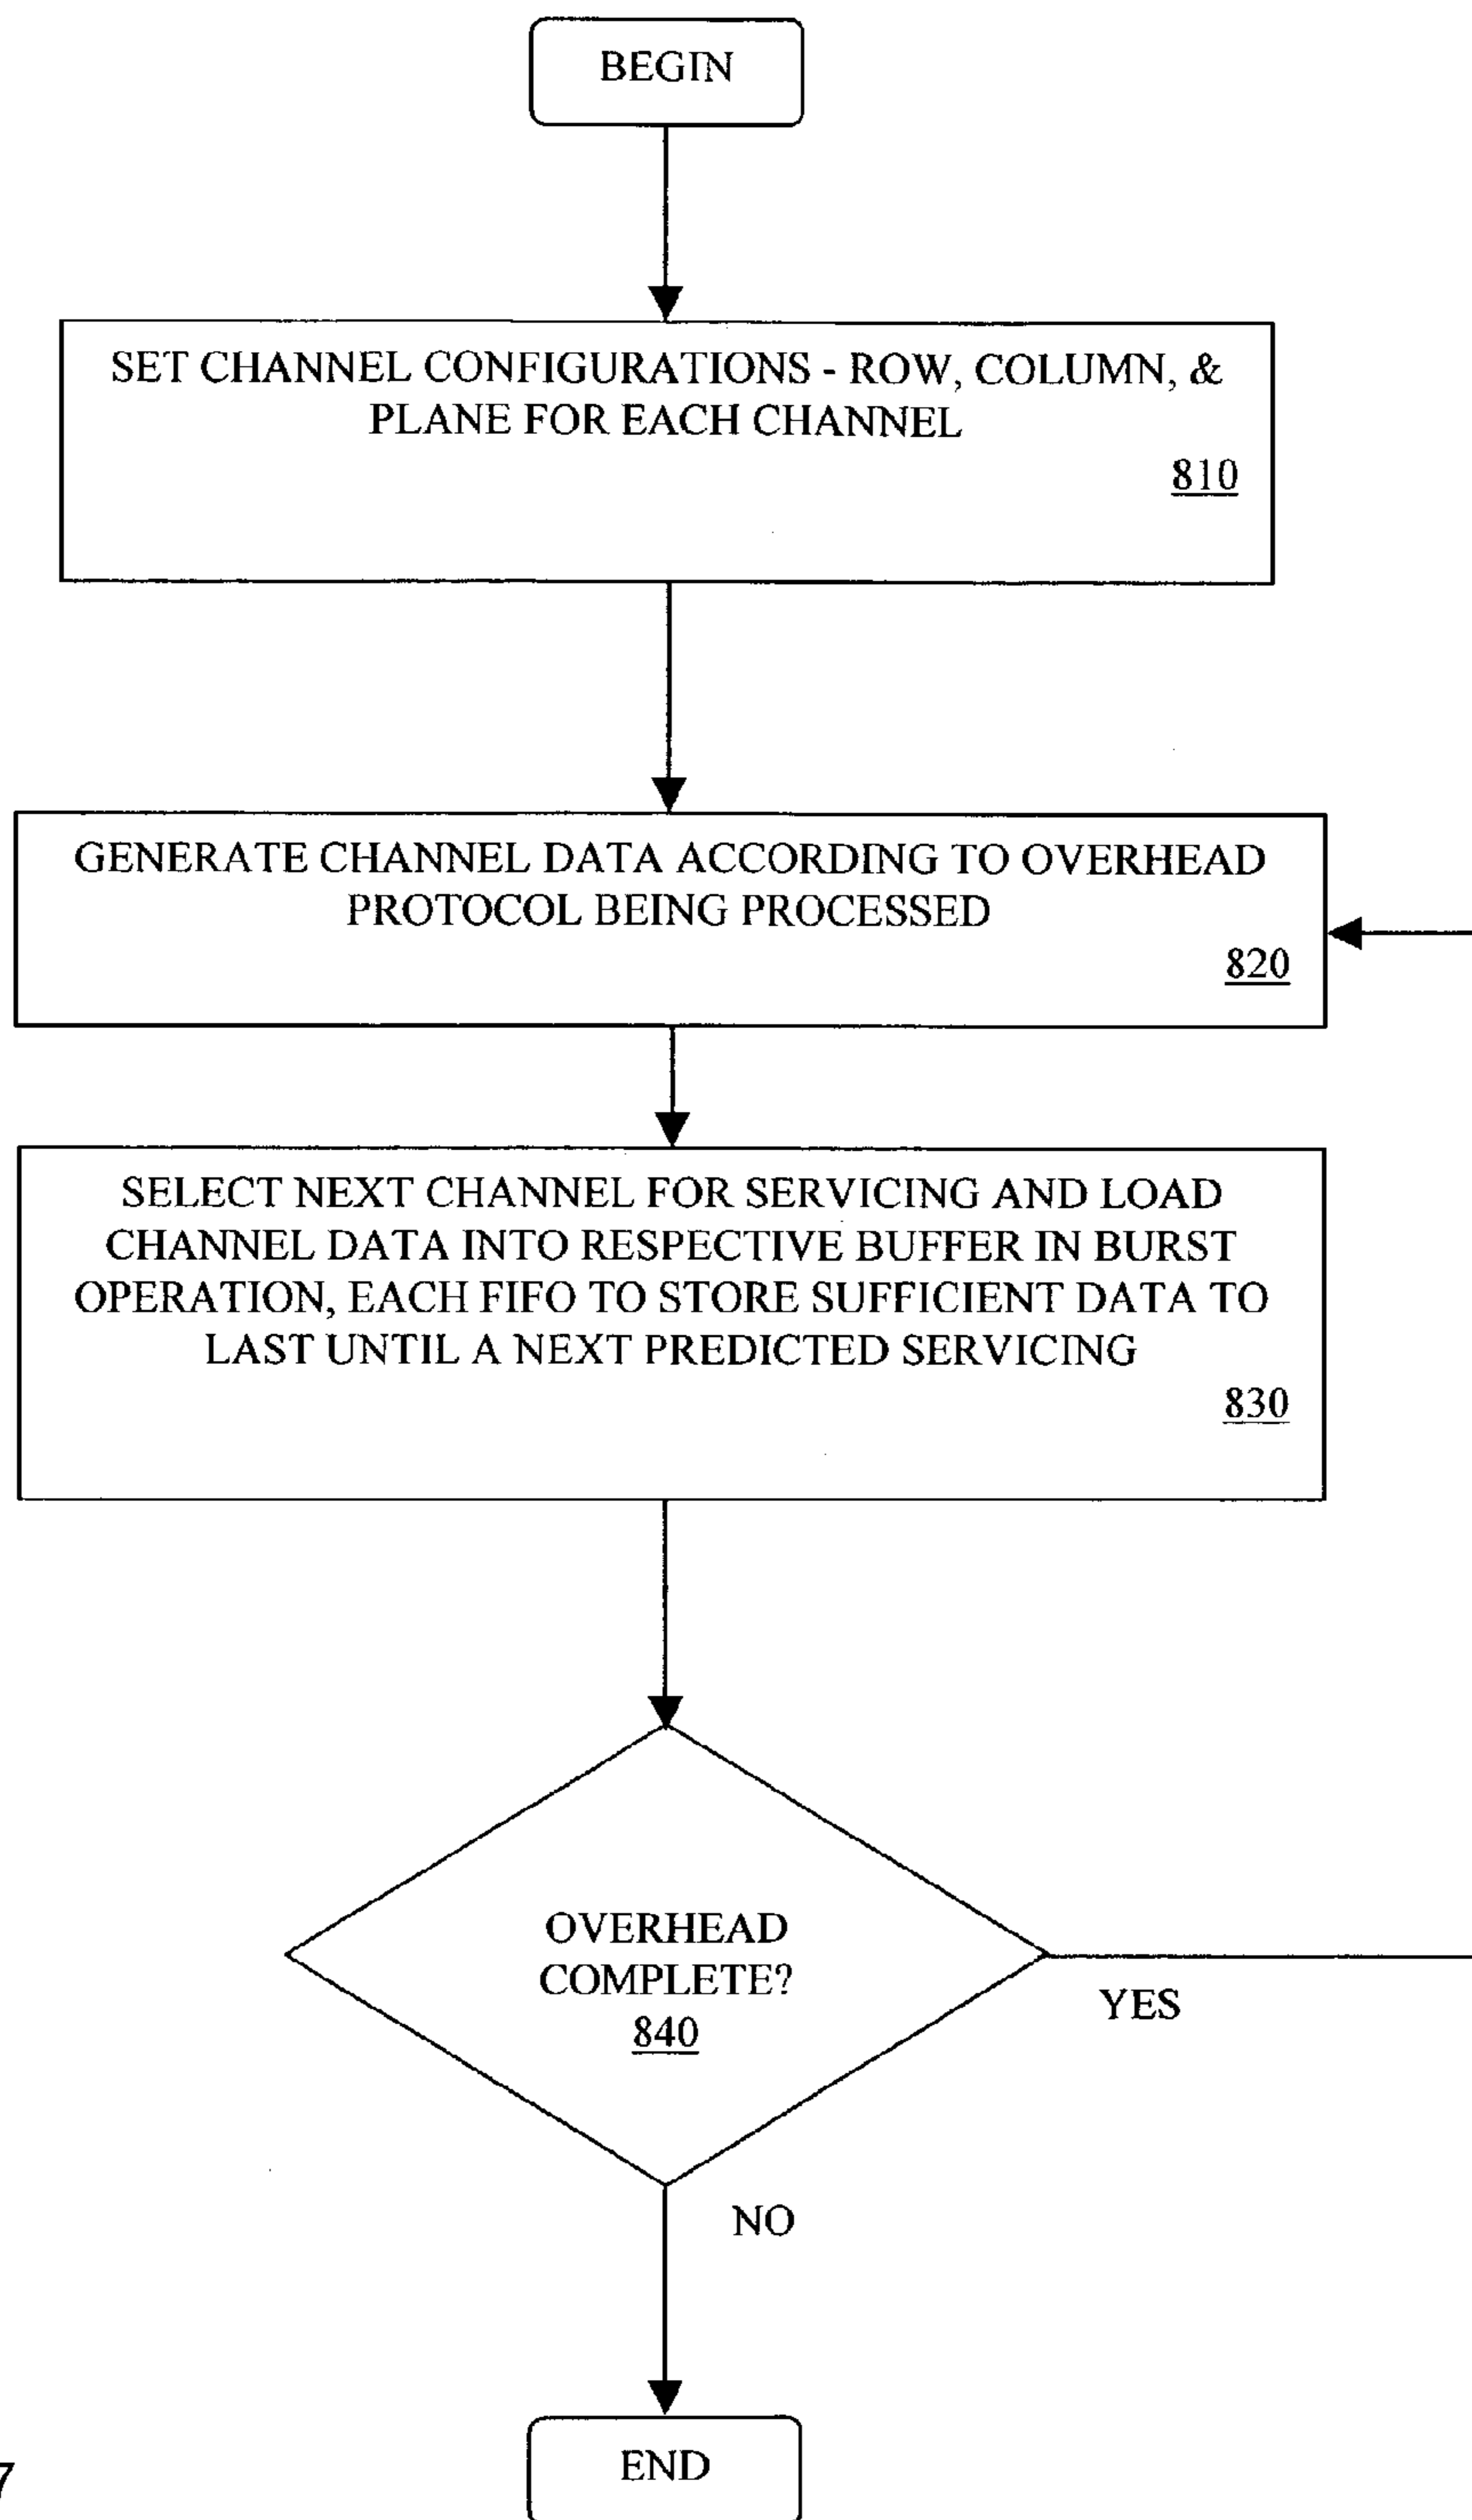 BEGIN
SET CHANNEL CONFIGURATIONS - ROW, COLUMN, &
PLANE FOR EACH CHANNEL
810
GENERATE CHANNEL DATA ACCORDING TO OVERHEAD
PROTOCOL BEING PROCESSED
820
SELECT NEXT CHANNEL FOR SERVICING AND LOAD
CHANNEL DATA INTO RESPECTIVE BUFFER IN BURST
OPERATION, EACH FIFO TO STORE SUFFICIENT DATA TO
LAST UNTIL A NEXT PREDICTED SERVICING
830
OVERHEAD
COMPLETE?
840
YES
NO
END
7